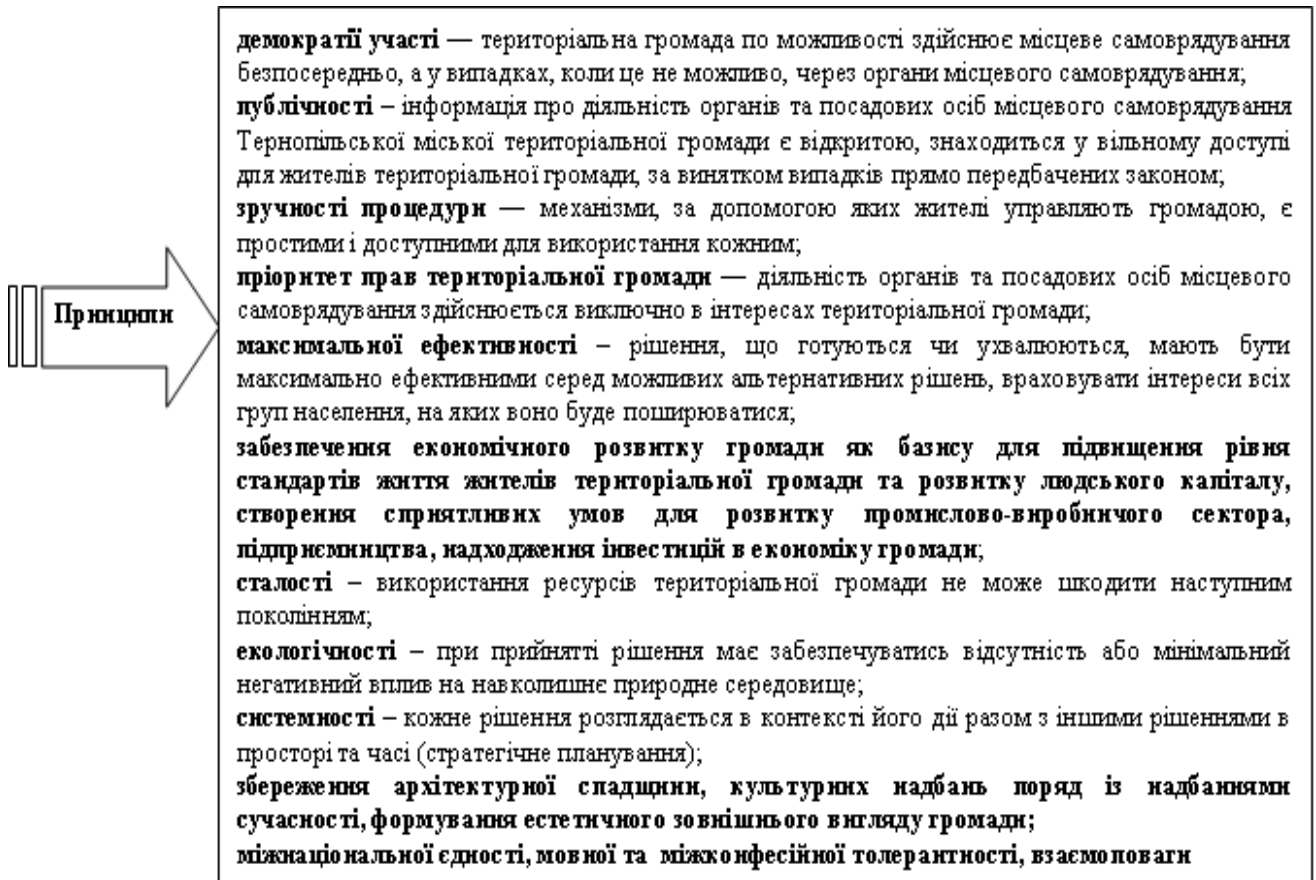 Принципи
демократії участі — територіальна громада по можливості здійснює місцеве самоврядування
безпосередньо, а у випадках, коли це не можливо, через органи місцевого самоврядування;
публічності – інформація про діяльність органів та посадових осіб місцевого самоврядування
Тернопільської міської територіальної громади є відкритою, знаходиться у вільному доступі
для жителів територіальної громади, за винятком випадків прямо передбачених законом;
зручності процедури — механізми, за допомогою яких жителі управляють громадою, є
простими і доступними для використання кожним;
пріоритет прав територіальної громади — діяльність органів та посадових осіб місцевого
самоврядування здійснюється виключно в інтересах територіальної громади;
максимальної ефективності – рішення, що готуються чи ухвалюються, мають бути
максимально ефективними серед можливих альтернативних рішень, враховувати інтереси всіх
груп населення, на яких воно буде поширюватися;
забезпечення економічного розвитку громади як базису для підвищення рівня
стандартів життя жителів територіальної громади та розвитку людського капіталу,
створення сприятливих умов для розвитку промислово-виробничого сектора,
підприємництва, надходження інвестицій в економіку громади;
сталості – використання ресурсів територіальної громади не може шкодити наступним
поколінням;
екологічності – при прийнятті рішення має забезпечуватись відсутність або мінімальний
негативний вплив на навколишнє природне середовище;
системності – кожне рішення розглядається в контексті його дії разом з іншими рішеннями в
просторі та часі (стратегічне планування);
збереження архітектурної спадщини, культурних надбань поряд із надбаннями
сучасності, формування естетичного зовнішнього вигляду громади;
міжнаціональної єдності, мовної та міжконфесійної толерантності, взаємоповаги